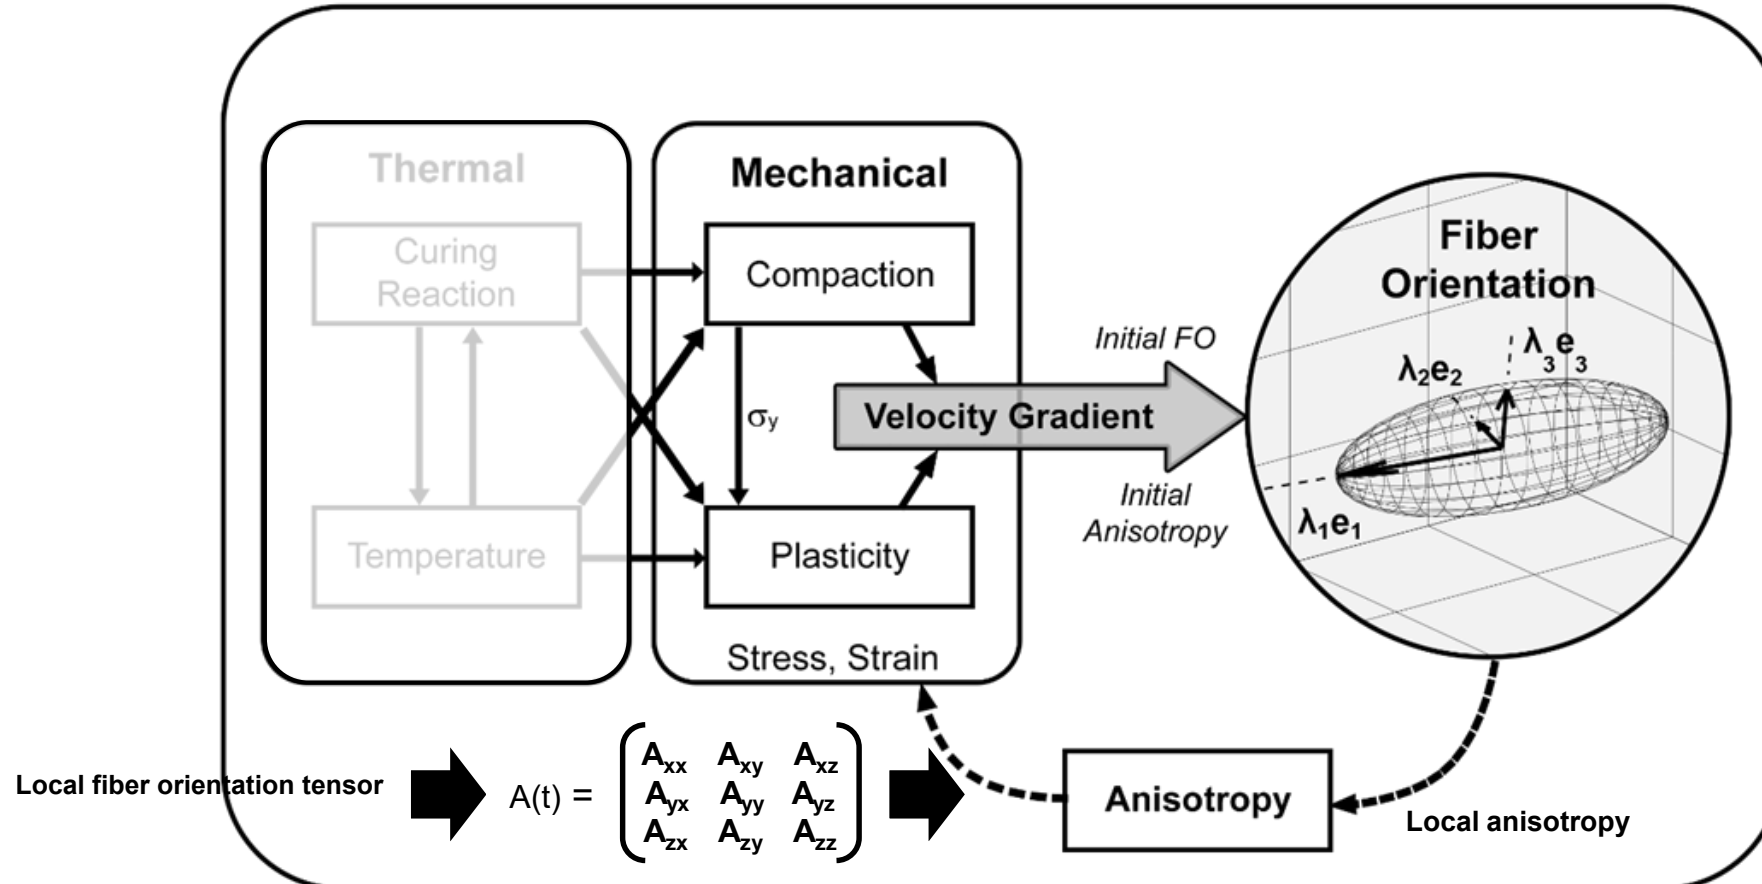 Thermal
Curing
Reaction
Temperature
Mechanical
Compaction
σy
Plasticity
Stress, Strain
Velocity Gradient
Initial FO
Initial
Anisotropy
Fiber
Orientation
λ2e2
λ3e3
λ1e1
Local fiber orientation tensor
A(t) =
Axx Axy Axz
Ayx Ayy Ayz
Azx Azy Azz
Anisotropy
Local anisotropy